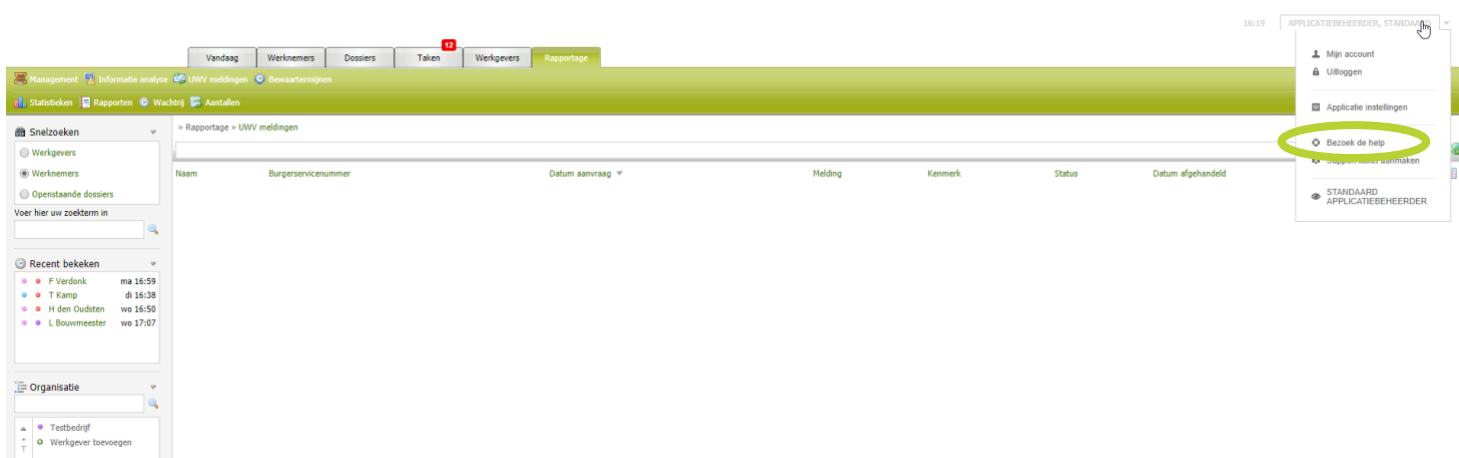 16:19 APPLICATIEBEHEERDER, STANDAARD
12
Vandaag Werknemers Dossiers Taken Werkgevers Rapportage
Management Informatie analyse UWV meldingen Bewaartermijnen
Statistieken Rapporten Wachtrij Aantallen
Mijn account
Uitloggen
Applicatie instellingen
Bezoek de help
Support ticket aanmaken
STANDAARD
APPLICATIEBEHEERDER
Snelzoeken
Werkgevers
Werknemers
Openstaande dossiers
Voer hier uw zoekterm in
» Rapportage » UWV meldingen
Naam Burgerservicenummer Datum aanvraag Melding Kenmerk Status Datum afgehandeld
Recent bekeken
F Verdonk ma 16:59
T Kamp di 16:38
H den Oudsten wo 16:50
L Bouwmeester wo 17:07
Organisatie
Testbedrijf
Werkgever toevoegen
T